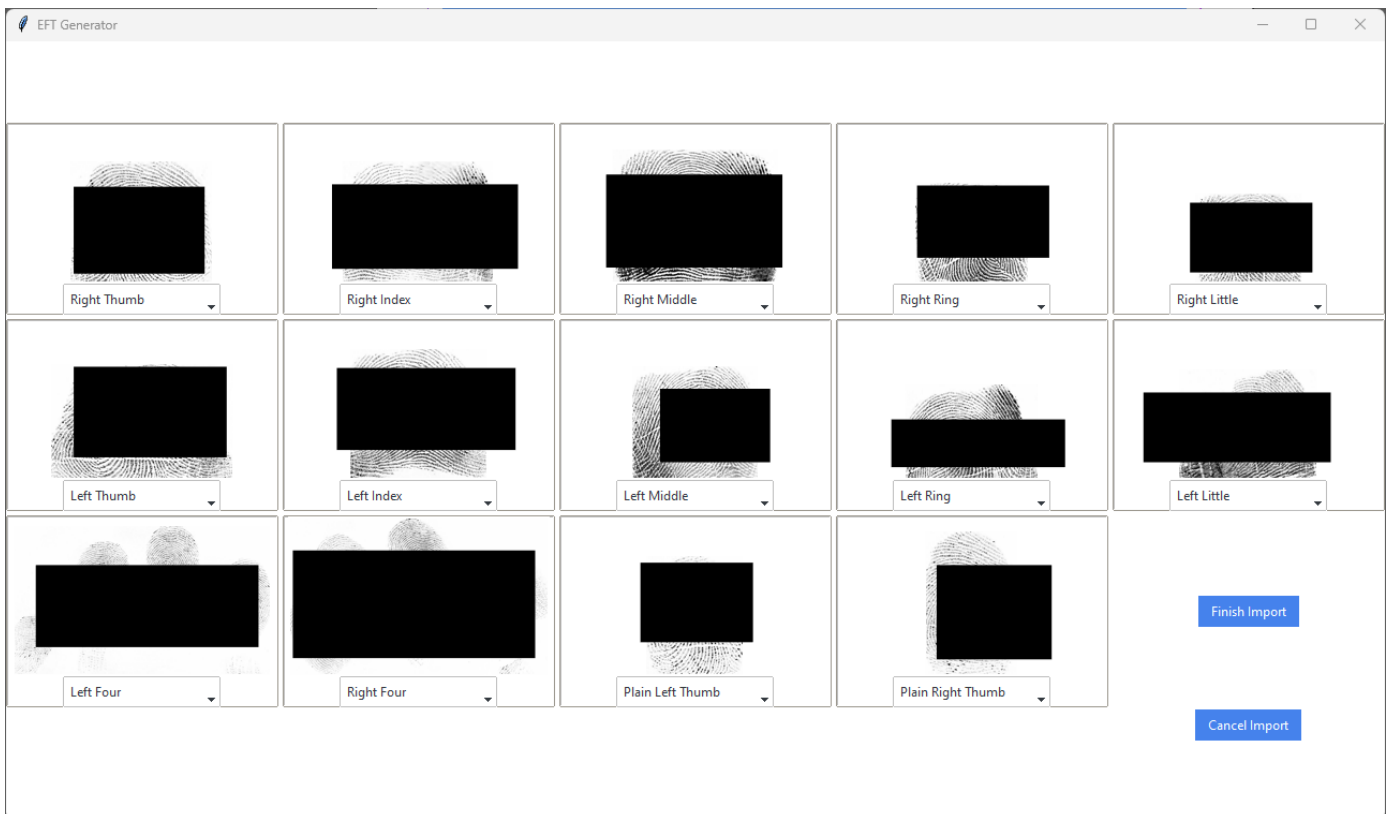 EFT Generator
Right Thumb
Right Index
Right Middle
Right Ring
Right Little
Left Thumb
Left Index
Left Middle
Left Ring
Left Little
Left Four
Right Four
Plain Left Thumb
Plain Right Thumb
Finish Import
Cancel Import